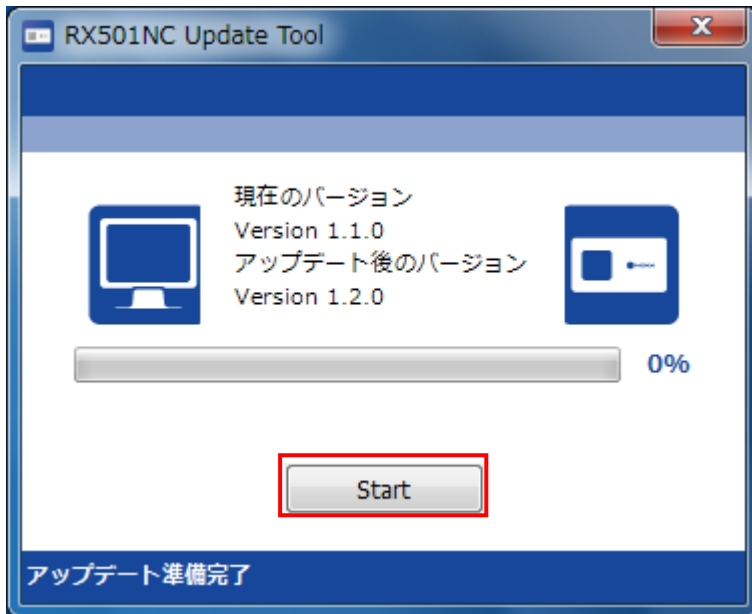 RX501NC Update Tool
現在のバージョン
Version 1.1.0
アップデート後のバージョン
Version 1.2.0
0%
Start
アップデート準備完了